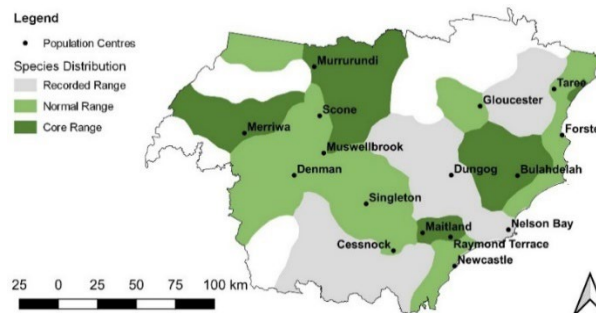 Legend
Population Centres
Species Distribution
Recorded Range
Normal Range
Core Range
Murrurundi
Scone
Merriwa
Muswellbrook
Denman
Singleton
Cessnock
Gloucester
Taree
Forst
Dungog
Bulahdelah
Nelson Bay
Maitland
Raymond Terrace
Newcastle
25 0 25 50 75 100 km